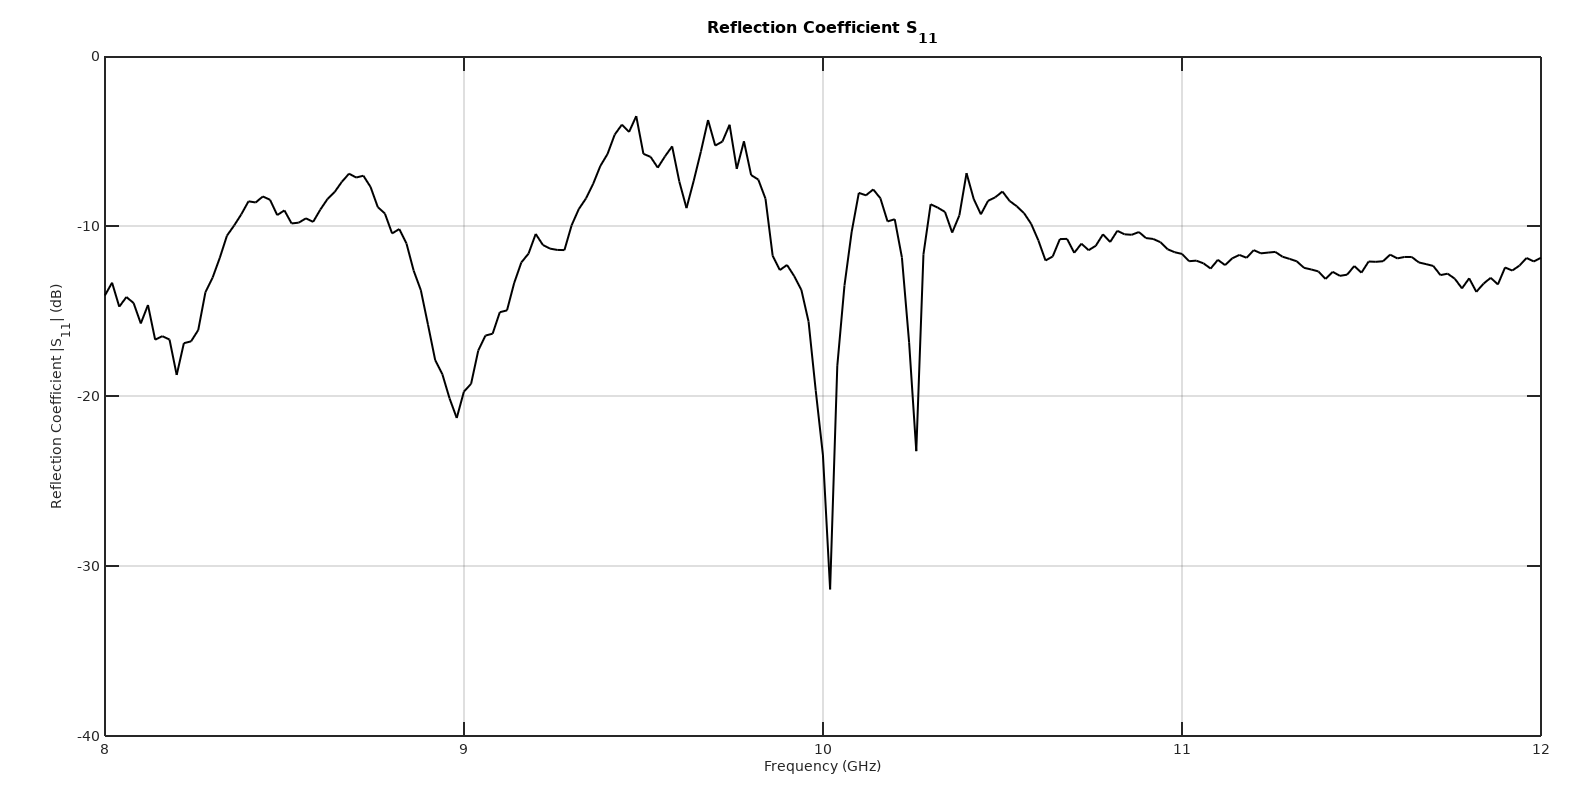 Reflection Coefficient S11
0
-10
-20
-30
-40
Reflection Coefficient |S11| (dB)
8 9 10 11 12
Frequency (GHz)